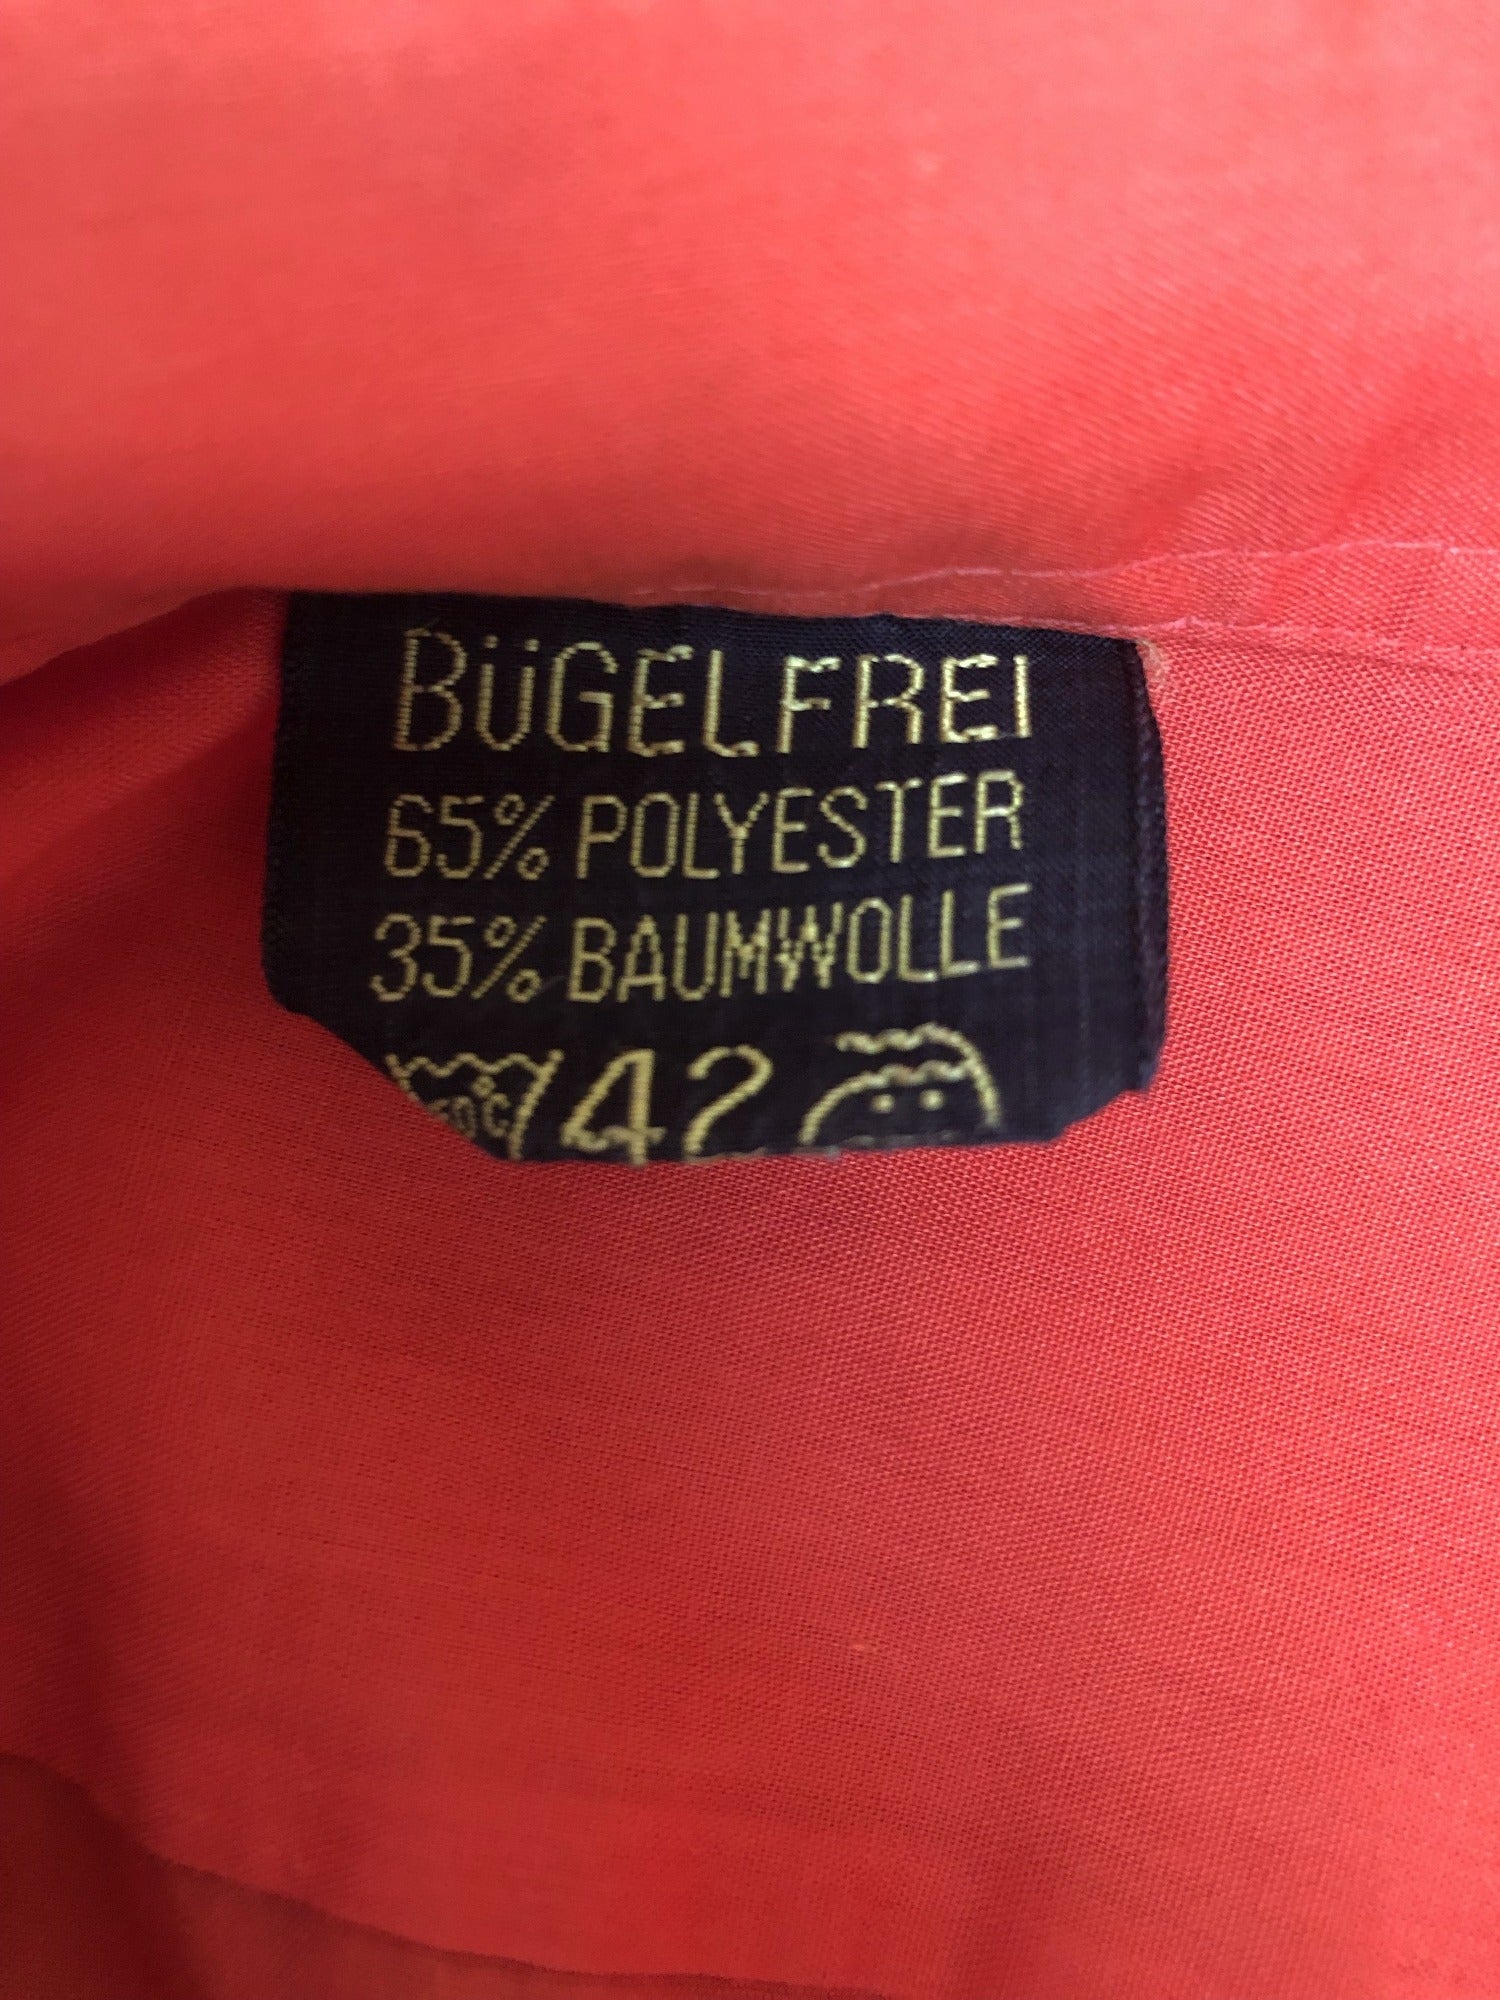 BüGELFREI
65% POLYESTER
35% BAUMWOLLE
42